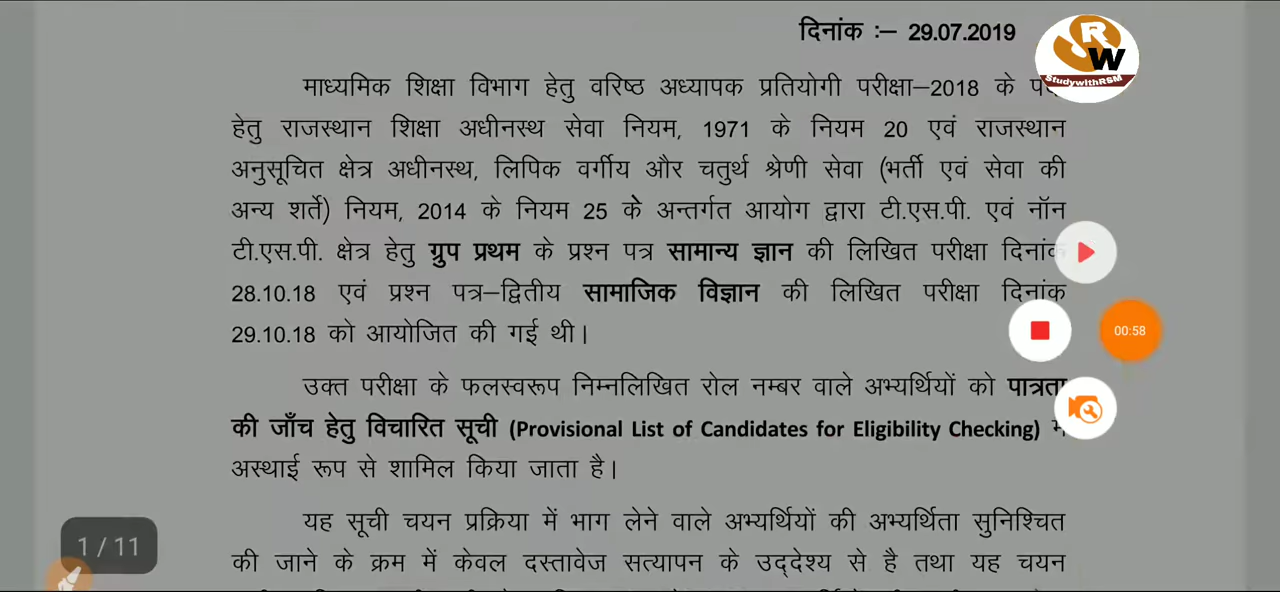 दिनांक :– 29.07.2019
SRW
StudywithRSM
माध्यमिक शिक्षा विभाग हेतु वरिष्ठ अध्यापक प्रतियोगी परीक्षा–2018 के
हेतु राजस्थान शिक्षा अधीनस्थ सेवा नियम, 1971 के नियम 20 एवं राजस्थान
अनुसूचित क्षेत्र अधीनस्थ, लिपिक वर्गीय और चतुर्थ श्रेणी सेवा (भर्ती एवं सेवा की
अन्य शर्ते) नियम, 2014 के नियम 25 के अन्तर्गत आयोग द्वारा टी.एस.पी. एवं नॉन
टी.एस.पी. क्षेत्र हेतु ग्रुप प्रथम के प्रश्न पत्र सामान्य ज्ञान की लिखित परीक्षा दिनांक
28.10.18 एवं प्रश्न पत्र–द्वितीय सामाजिक विज्ञान की लिखित परीक्षा दिनांक
29.10.18 को आयोजित की गई थी।
00:58
उक्त परीक्षा के फलस्वरूप निम्नलिखित रोल नम्बर वाले अभ्यर्थियों को पात्रता
की जाँच हेतु विचारित सूची (Provisional List of Candidates for Eligibility Checking) में
अस्थाई रूप से शामिल किया जाता है।
यह सूची चयन प्रक्रिया में भाग लेने वाले अभ्यर्थियों की अभ्यर्थिता सुनिश्चित
की जाने के क्रम में केवल दस्तावेज सत्यापन के उद्देश्य से है तथा यह चयन
1 / 11